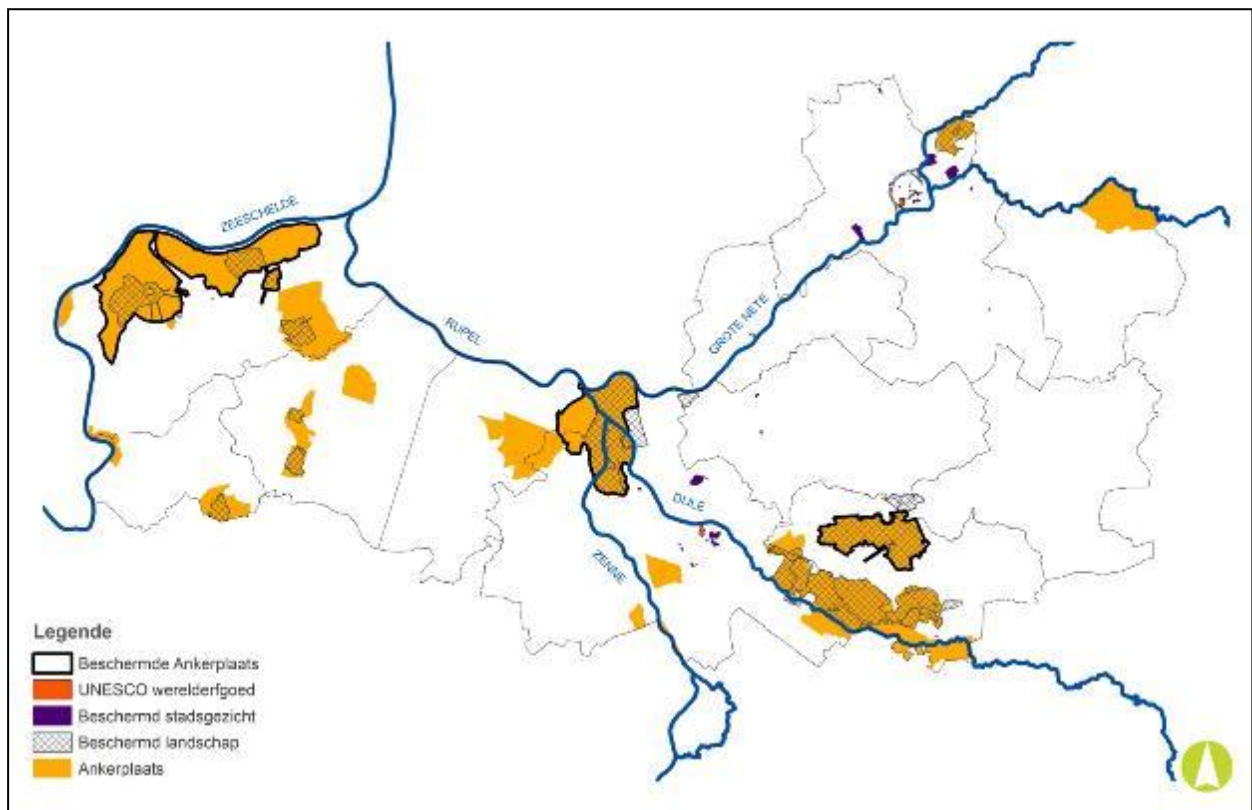 ZEESCHELDE
RUPEL
GROTE NETE
DIJLE
ZENNE
Legende
Beschermde Ankerplaats
UNESCO werelderfgoed
Beschermd stadsgezicht
Beschermd landschap
Ankerplaats